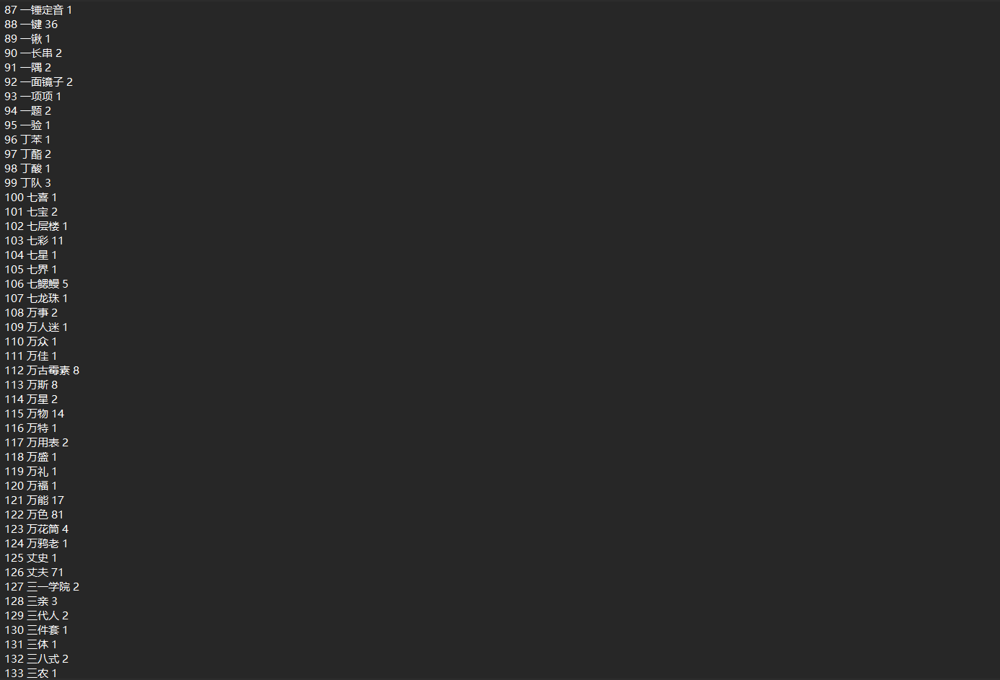 87 一锤定音 1
88 一键 36
89 一锹 1
90 一长串 2
91 一隅 2
92 一面镜子 2
93 一项项 1
94 一题 2
95 一验 1
96 丁苯 1
97 丁酯 2
98 丁酸 1
99 丁队 3
100 七喜 1
101 七宝 2
102 七层楼 1
103 七彩 11
104 七星 1
105 七界 1
106 七鳃鳗 5
107 七龙珠 1
108 万事 2
109 万人迷 1
110 万众 1
111 万佳 1
112 万古霉素 8
113 万斯 8
114 万星 2
115 万物 14
116 万特 1
117 万用表 2
118 万盛 1
119 万礼 1
120 万福 1
121 万能 17
122 万色 81
123 万花筒 4
124 万鸦老 1
125 丈史 1
126 丈夫 71
127 三一学院 2
128 三亲 3
129 三代人 2
130 三件套 1
131 三体 1
132 三八式 2
133 三农 1